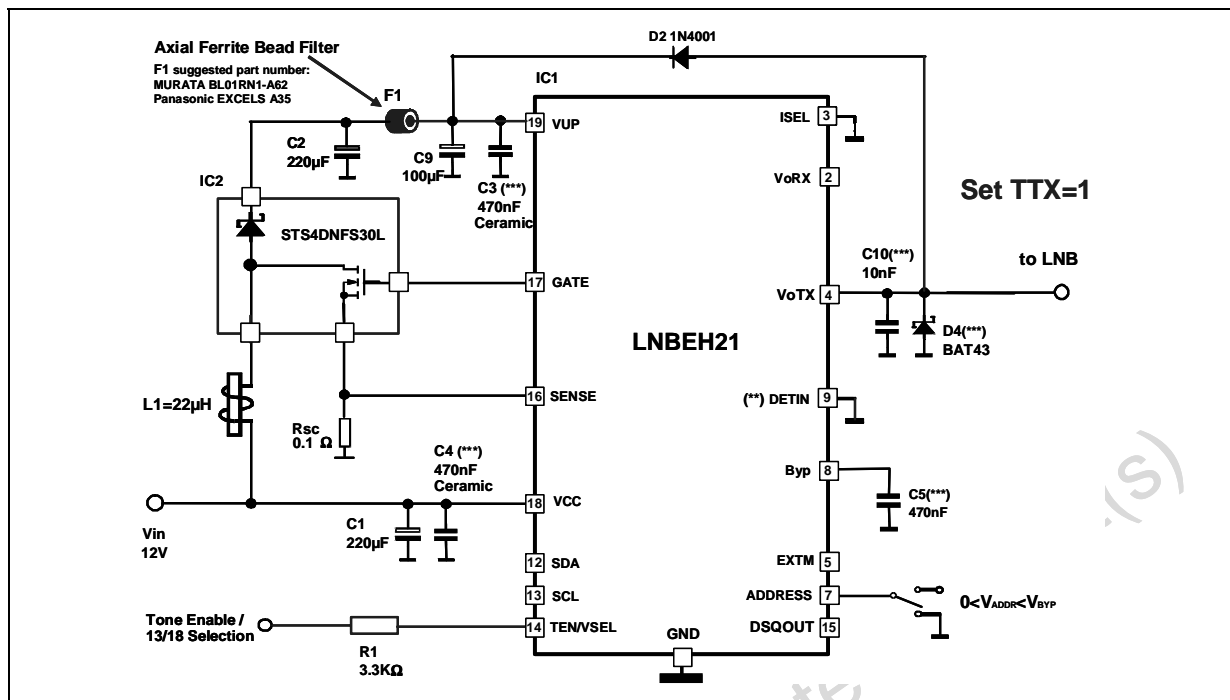 Axial Ferrite Bead Filter
F1 suggested part number:
MURATA BL01RN1-A62
Panasonic EXCELS A35
F1
D2 1N4001
IC1
19
VUP
ISEL
3
C2
220µF
C9
100µF
C3 (***)
470nF
Ceramic
VoRX
2
Set TTX=1
IC2
STS4DNFS30L
17
GATE
C10(***)
10nF
to LNB
VoTX
4
LNBEH21
D4(***)
BAT43
L1=22µH
16
SENSE
(**) DETIN
9
Rsc
0.1 Ω
C4 (***)
470nF
Ceramic
Byp
8
C5(***)
470nF
18
VCC
Vin
12V
C1
220µF
12
SDA
EXTM
5
13
SCL
ADDRESS
7
0<VADDR<VBYP
Tone Enable /
13/18 Selection
14
TEN/VSEL
GND
DSQOUT
15
R1
3.3KΩ
(s)